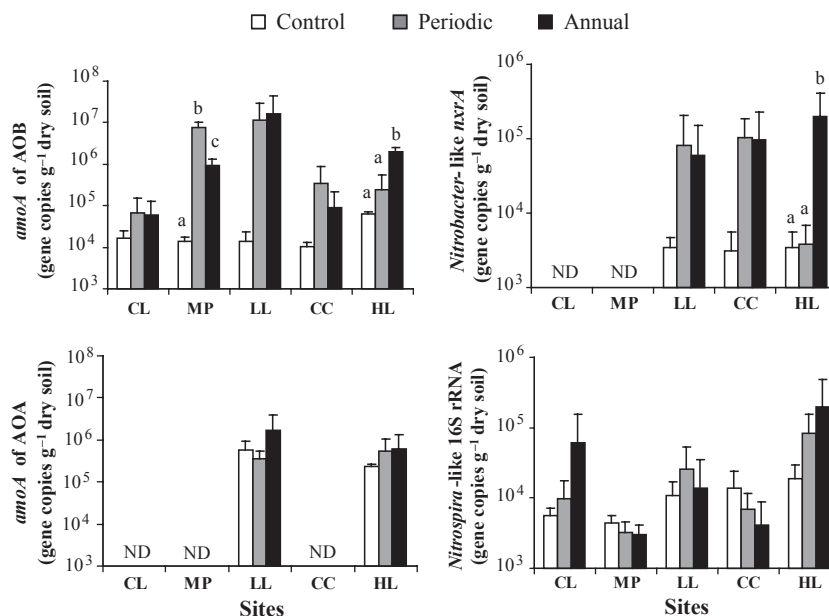 Control Periodic Annual
amoA of AOB
(gene copies g⁻¹ dry soil)
10⁸
10⁷
10⁶
10⁵
10⁴
10³
a b c
a a b
CL MP LL CC HL
Nitrobacter-like nxrA
(gene copies g⁻¹ dry soil)
10⁶
10⁵
10⁴
10³
ND ND
a a b
CL MP LL CC HL
amoA of AOA
(gene copies g⁻¹ dry soil)
10⁸
10⁷
10⁶
10⁵
10⁴
10³
ND ND ND
CL MP LL CC HL
Sites
Nitrospira-like 16S rRNA
(gene copies g⁻¹ dry soil)
10⁶
10⁵
10⁴
10³
CL MP LL CC HL
Sites